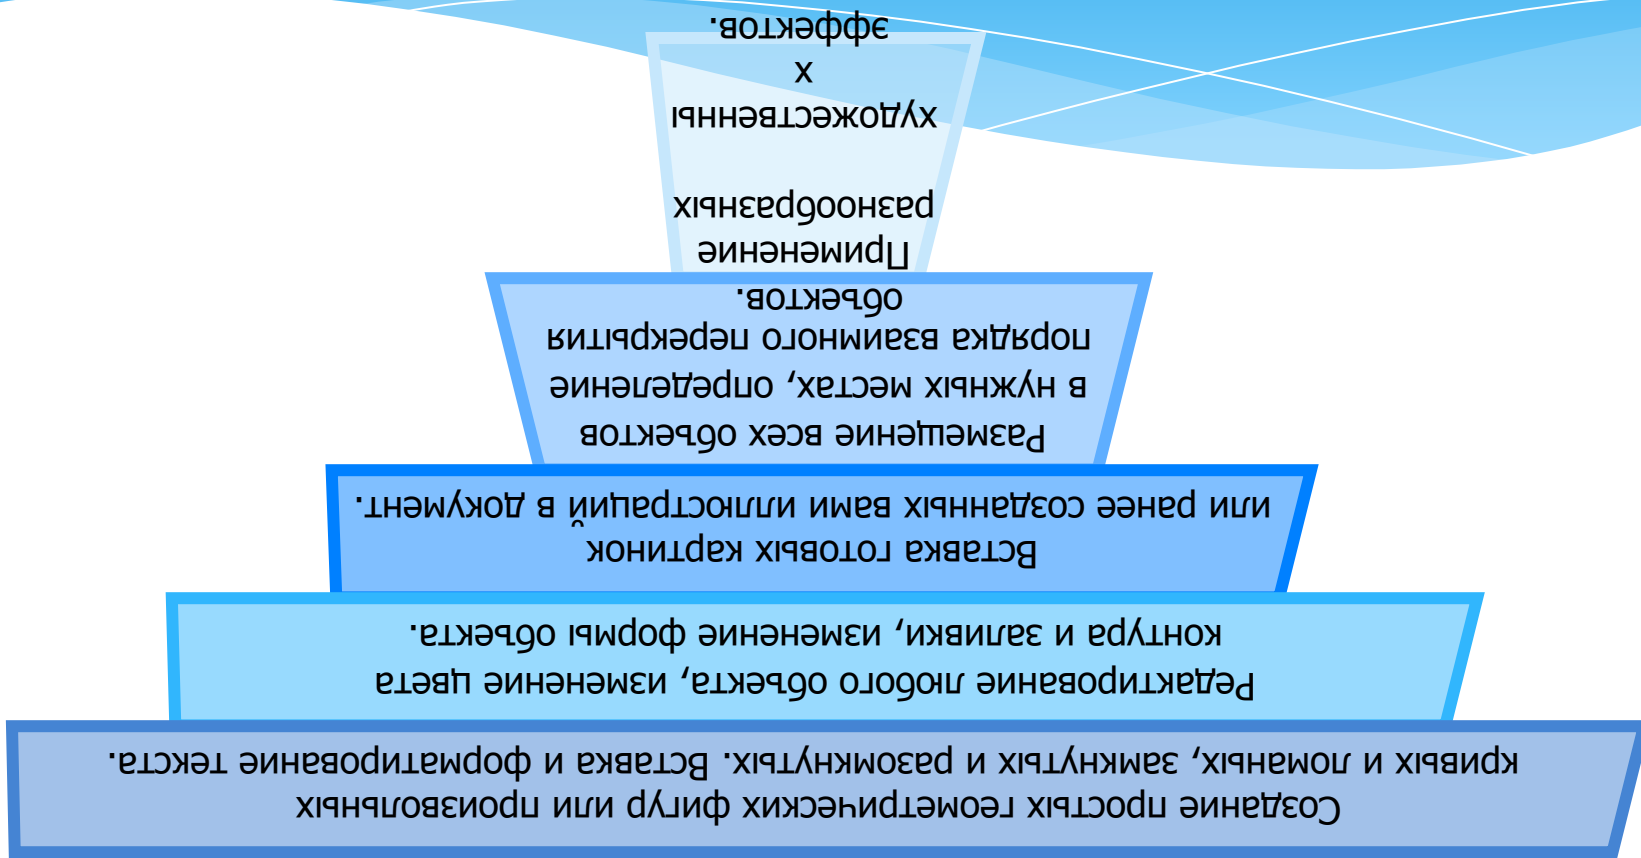 Создание простых геометрических фигур или произвольных
кривых и ломаных, замкнутых и разомкнутых. Вставка и форматирование текста.
Редактирование любого объекта, изменение цвета
контура и заливки, изменение формы объекта.
Вставка готовых картинок
или ранее созданных вами иллюстраций в документ.
Размещение всех объектов
в нужных местах, определение
порядка взаимного перекрытия
объектов.
Применение
разнообразных
художественны
х
эффектов.